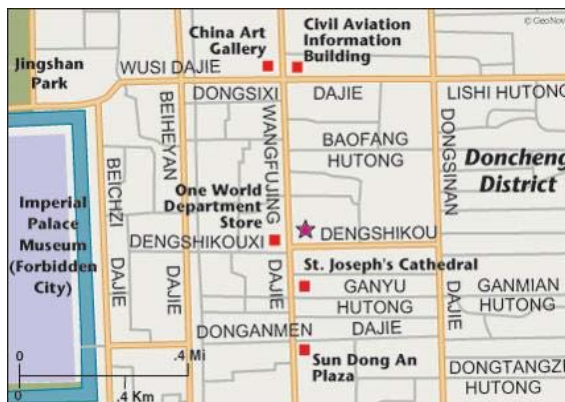 © GeoNov
China Art
Gallery
Civil Aviation
Information
Building
Jingshan
Park
WUSI DAJIE
DONGSIXI
DAJIE
LISHI HUTONG
BEIHEYAN
WANGFUJING
BAOFANG
HUTONG
DONGSINAN
Doncheng
District
BEICHZI
One World
Department
Store
Imperial
Palace
Museum
(Forbidden
City)
DENGSHIKOUXI
DENGSHIKOU
St. Joseph's Cathedral
DAJIE
DAJIE
DAJIE
GANYU
HUTONG
DAJIE
GANMIAN
HUTONG
DONGANMEN
DAJIE
0
.4 Mi
Sun Dong An
Plaza
0
.4 Km
DONGTANGZI
HUTONG